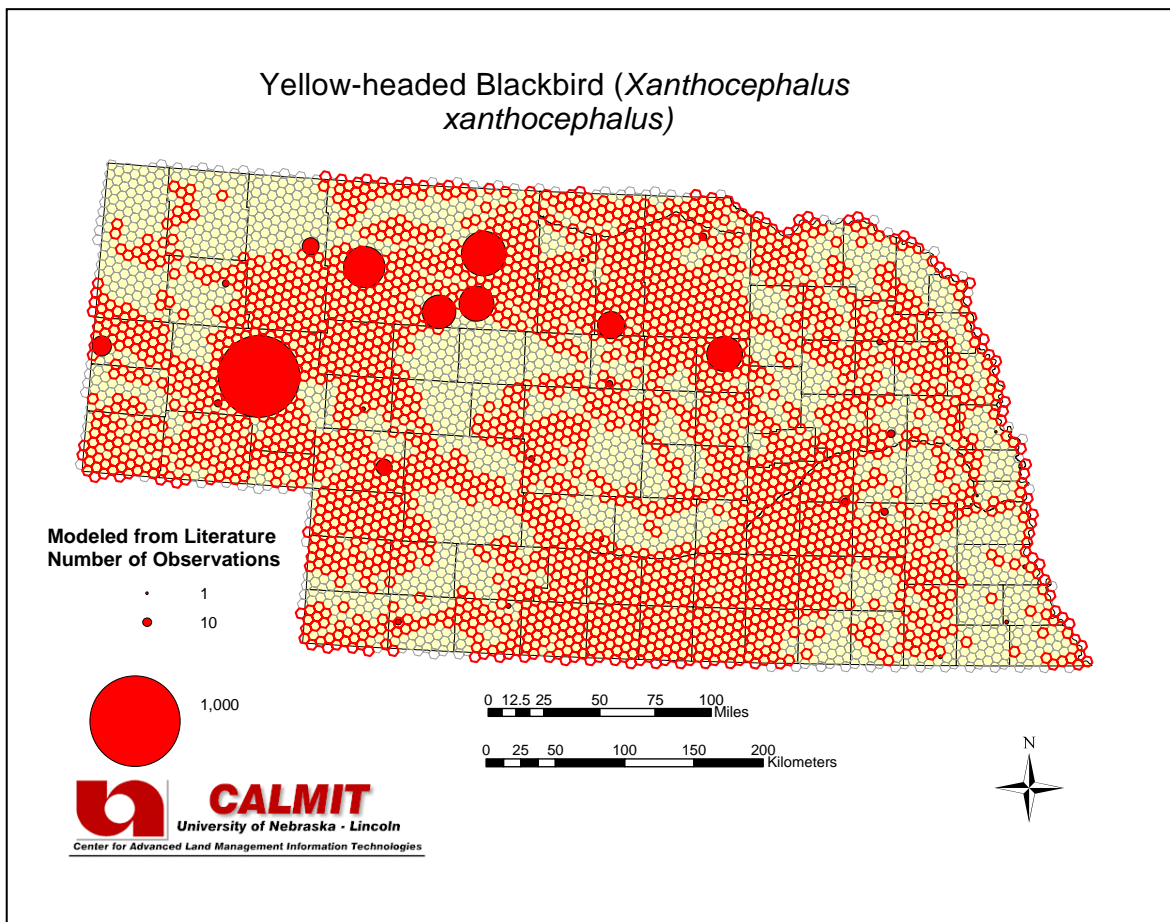 Yellow-headed Blackbird (Xanthocephalus
xanthocephalus)
Modeled from Literature
Number of Observations
1
10
1,000
0 12.5 25 50 75 100
Miles
0 25 50 100 150 200
Kilometers
N
CALMIT
University of Nebraska - Lincoln
Center for Advanced Land Management Information Technologies